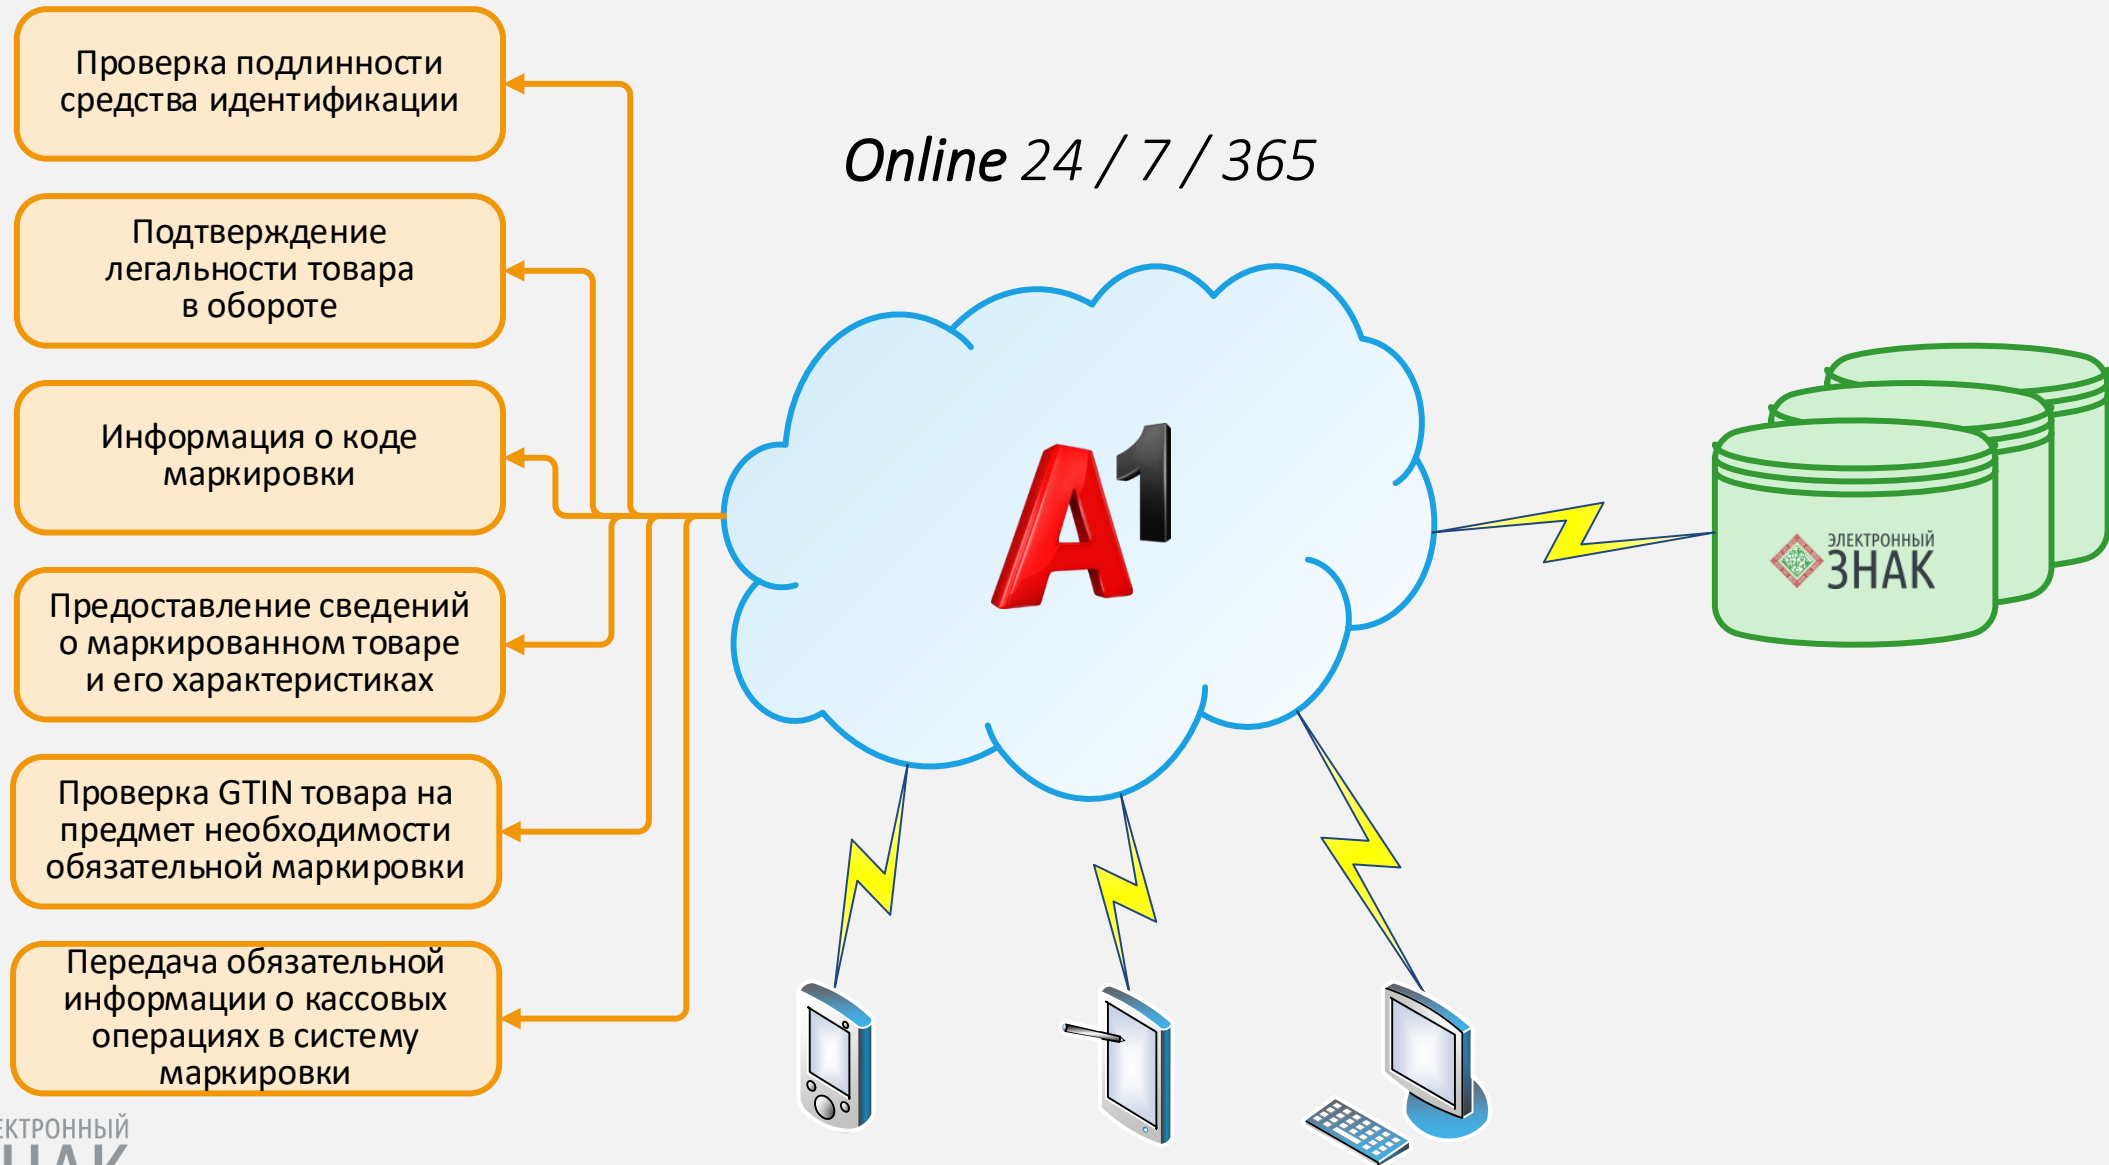 Проверка подлинности
средства идентификации
Online 24 / 7 / 365
Подтверждение
легальности товара
в обороте
Информация о коде
маркировки
A1
ЭЛЕКТРОННЫЙ
ЗНАК
Предоставление сведений
о маркированном товаре
и его характеристиках
Проверка GTIN товара на
предмет необходимости
обязательной маркировки
Передача обязательной
информации о кассовых
операциях в систему
маркировки